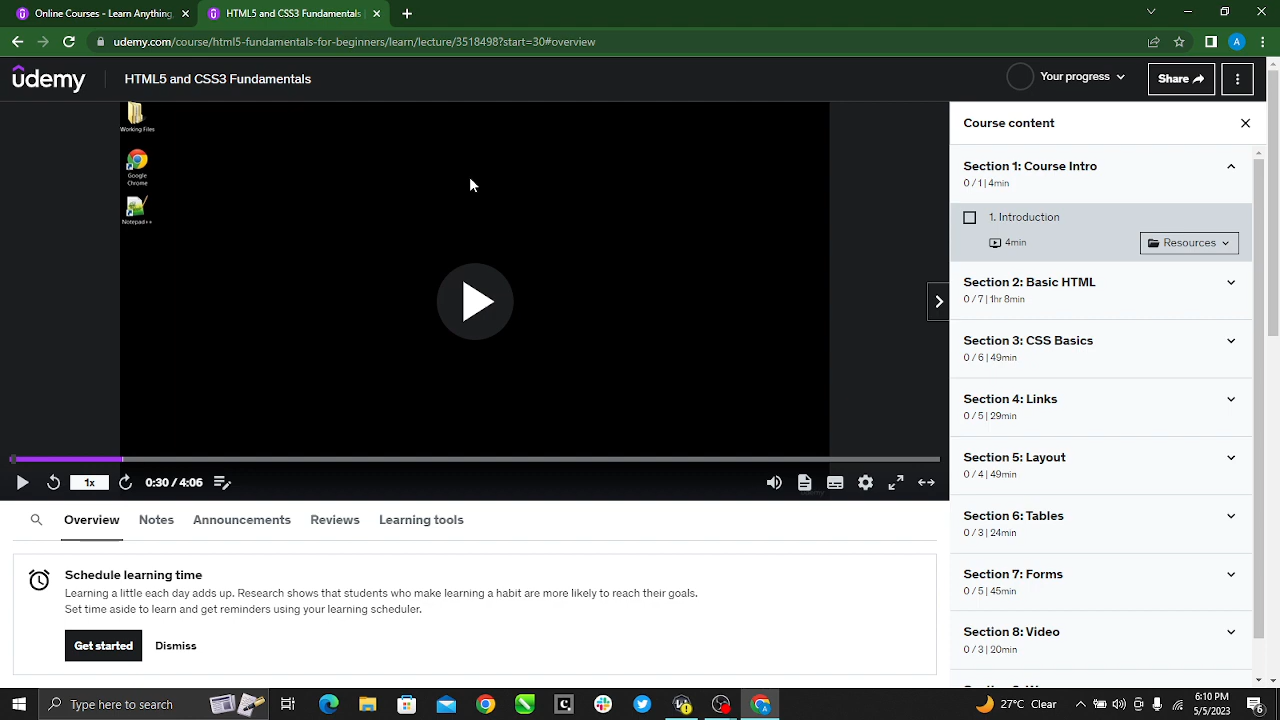 Online Courses - Learn Anything,
HTML5 and CSS3 Fundamentals |
udemy.com/course/html5-fundamentals-for-beginners/learn/lecture/3518498?start=30#overview
A
udemy
HTML5 and CSS3 Fundamentals
Your progress
Share
Working Files
Google Chrome
Notepad++
1x
0:30 / 4:06
Overview
Notes
Announcements
Reviews
Learning tools
Schedule learning time
Learning a little each day adds up. Research shows that students who make learning a habit are more likely to reach their goals.
Set time aside to learn and get reminders using your learning scheduler.
Get started
Dismiss
Course content
Section 1: Course Intro
0 / 1 | 4min
1. Introduction
4min
Resources
Section 2: Basic HTML
0 / 7 | 1hr 8min
Section 3: CSS Basics
0 / 6 | 49min
Section 4: Links
0 / 5 | 29min
Section 5: Layout
0 / 4 | 49min
Section 6: Tables
0 / 3 | 24min
Section 7: Forms
0 / 5 | 45min
Section 8: Video
0 / 3 | 20min
Type here to search
27°C Clear
6:10 PM
5/5/2023
6